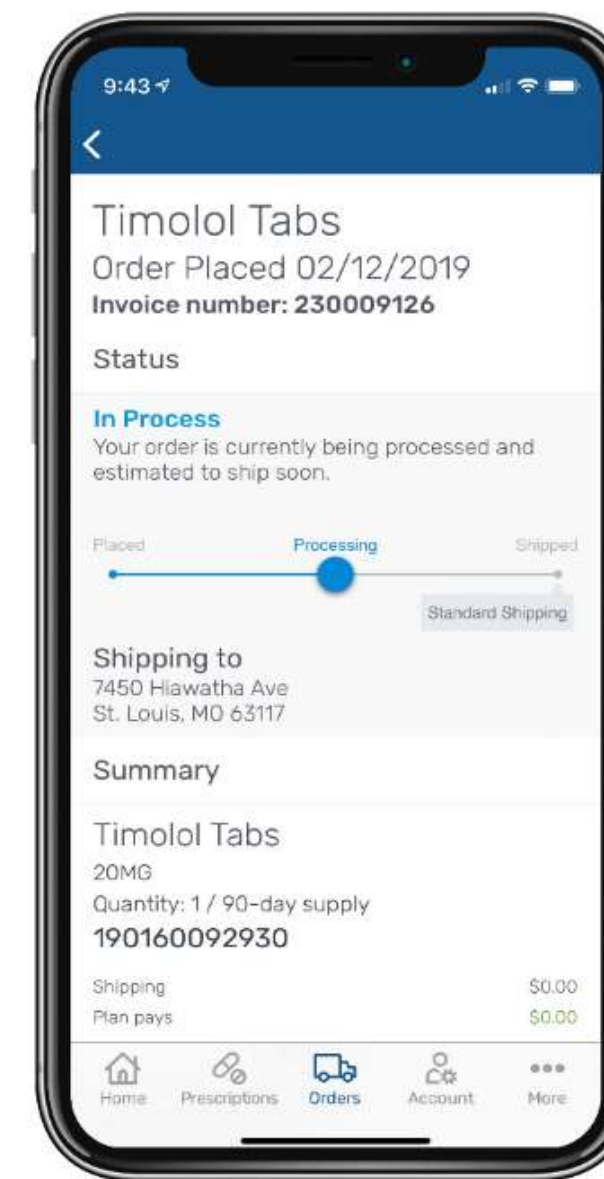 9:43
Timolol Tabs
Order Placed 02/12/2019
Invoice number: 230009126
Status
In Process
Your order is currently being processed and
estimated to ship soon.
Placed Processing Shipped
Standard Shipping
Shipping to
7450 Hiawatha Ave
St. Louis, MO 63117
Summary
Timolol Tabs
20MG
Quantity: 1 / 90-day supply
190160092930
Shipping $0.00
Plan pays $0.00
Home Prescriptions Orders Account More